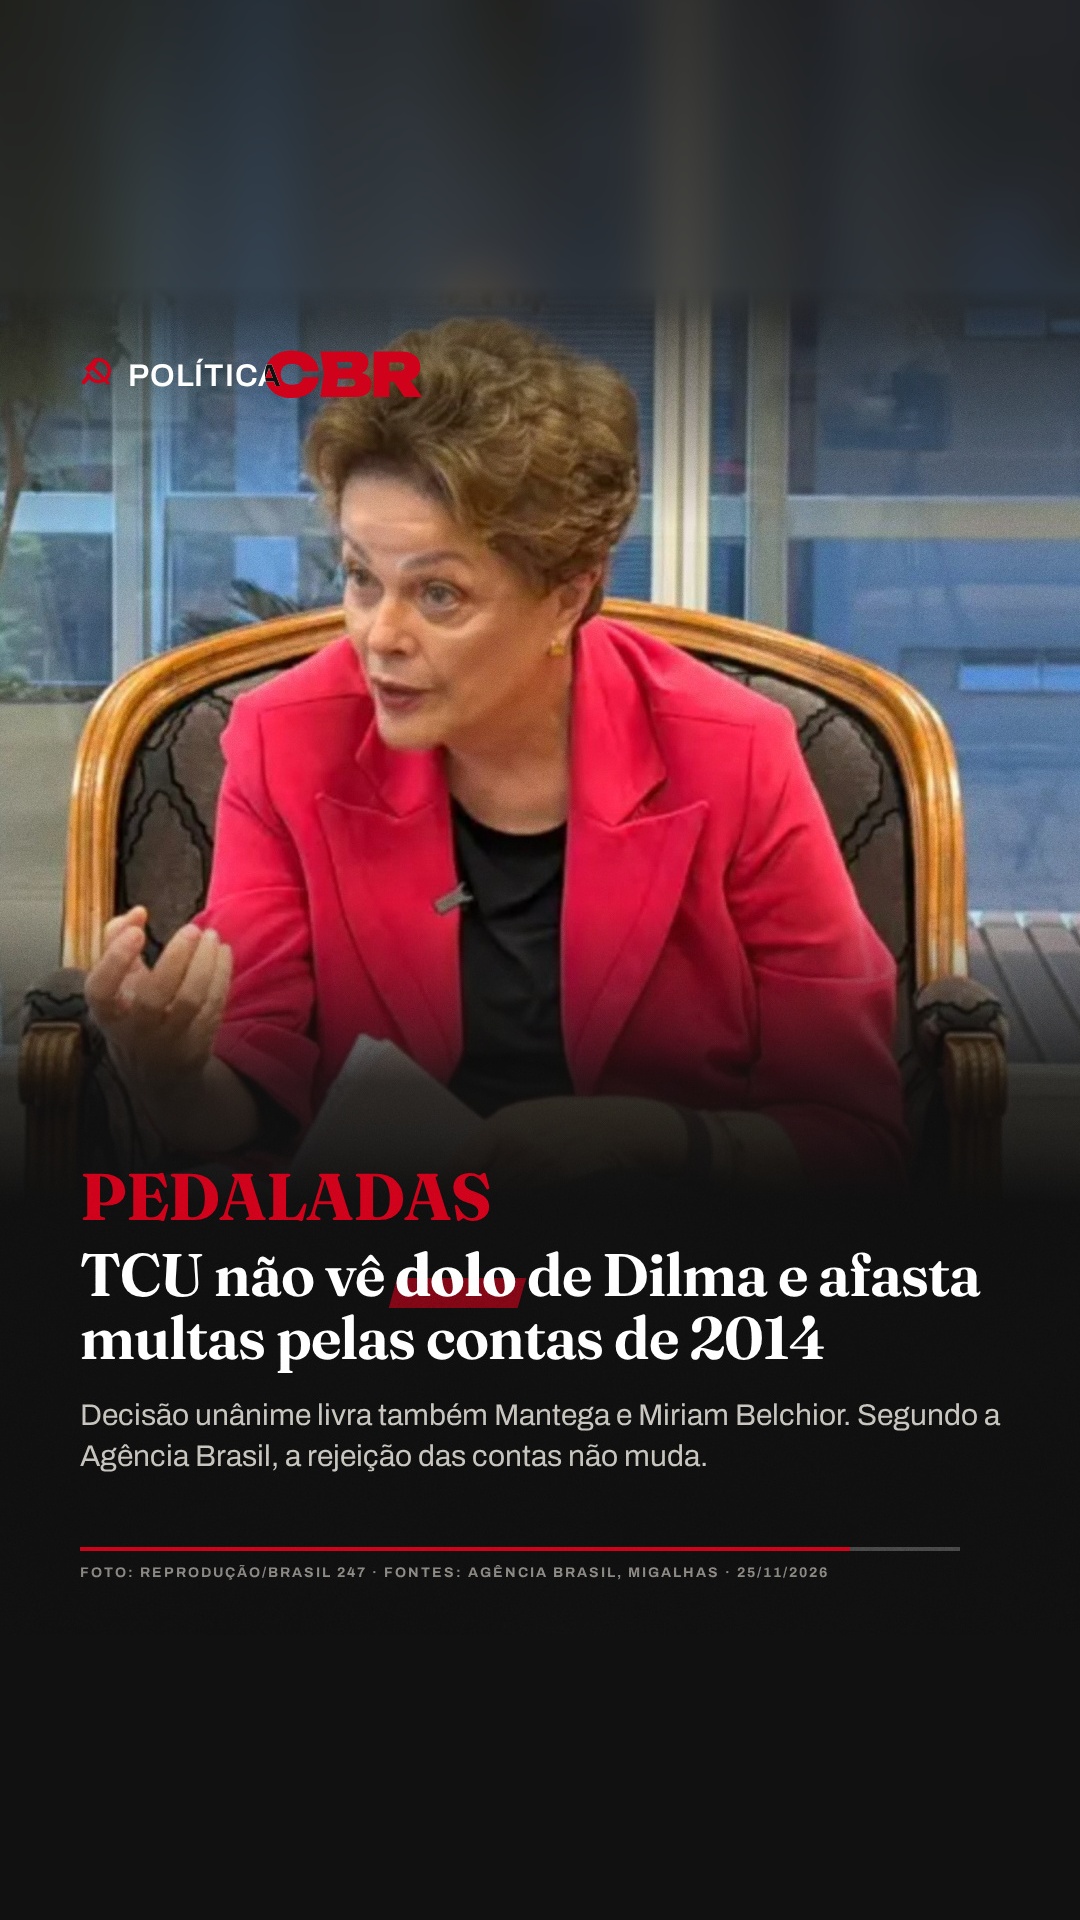 POLÍTICA CBR
PEDALADAS
TCU não vê dolo de Dilma e afasta
multas pelas contas de 2014
Decisão unânime livra também Mantega e Miriam Belchior. Segundo a
Agência Brasil, a rejeição das contas não muda.
FOTO: REPRODUÇÃO/BRASIL 247 · FONTES: AGÊNCIA BRASIL, MIGALHAS · 25/11/2026